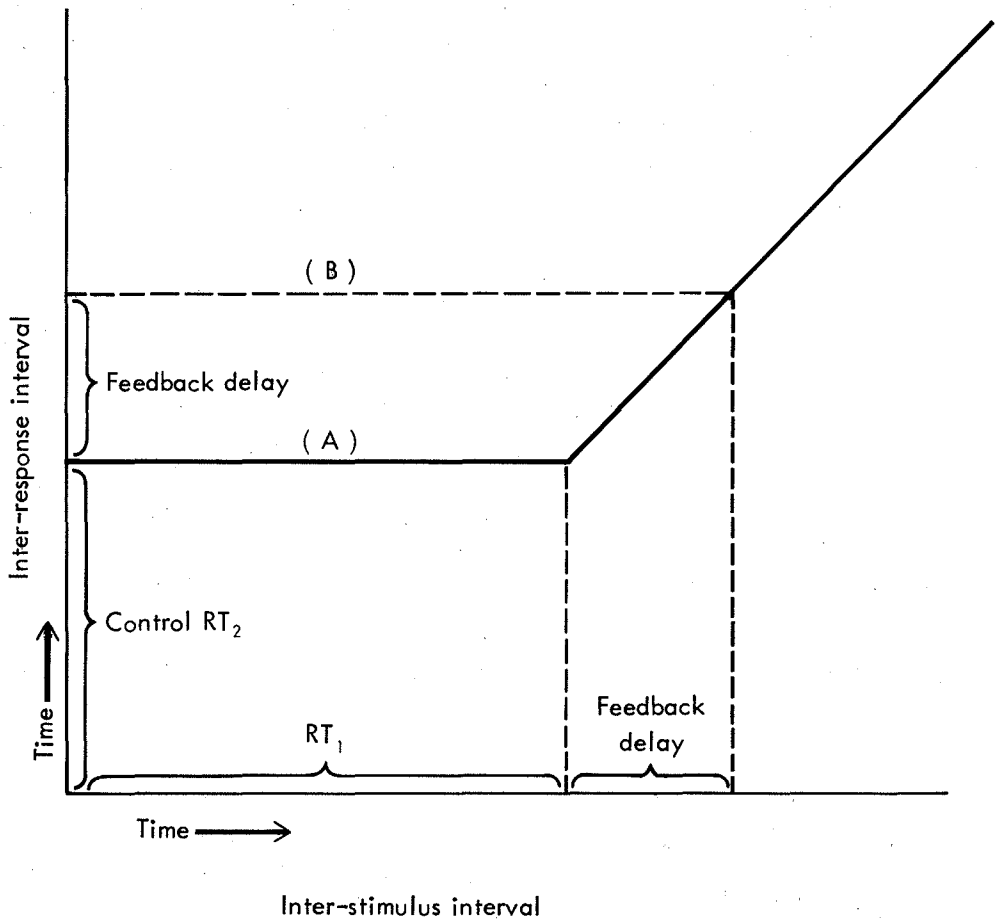 ( B )
Feedback delay
( A )
Inter-response interval
Control RT₂
Time
RT₁
Feedback
delay
Time
Inter-stimulus interval